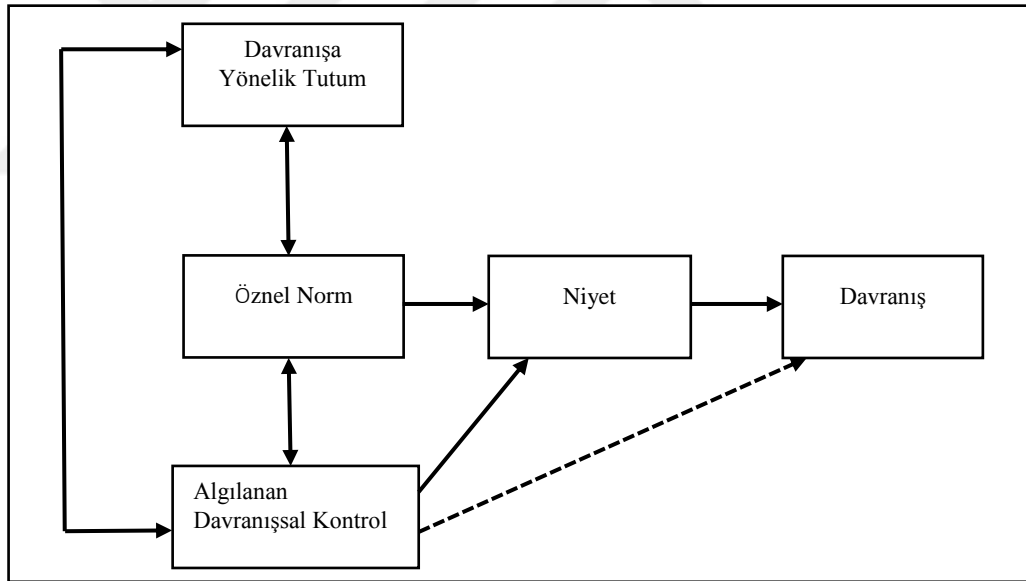 Davranışa
Yönelik Tutum
Öznel Norm
Niyet
Davranış
Algılanan
Davranışsal Kontrol